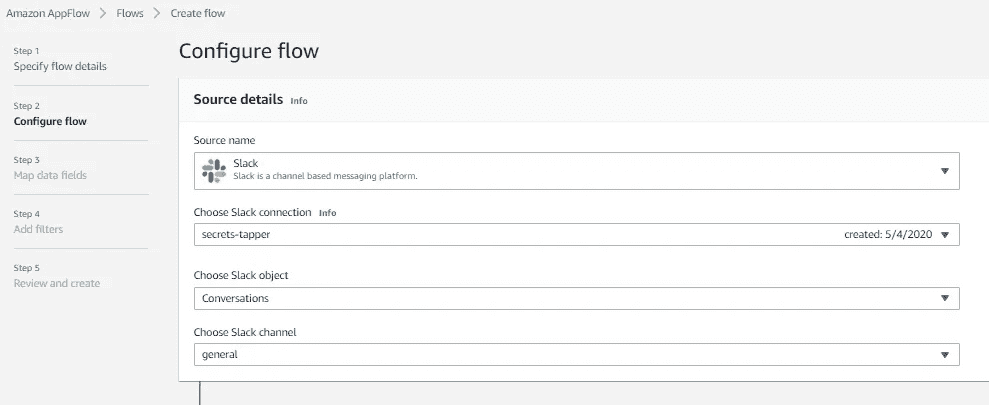 Amazon AppFlow > Flows > Create flow
Step 1
Specify flow details
Step 2
Configure flow
Step 3
Map data fields
Step 4
Add filters
Step 5
Review and create
Configure flow
Source details Info
Source name
Slack
Slack is a channel based messaging platform.
Choose Slack connection Info
secrets-tapper created: 5/4/2020
Choose Slack object
Conversations
Choose Slack channel
general